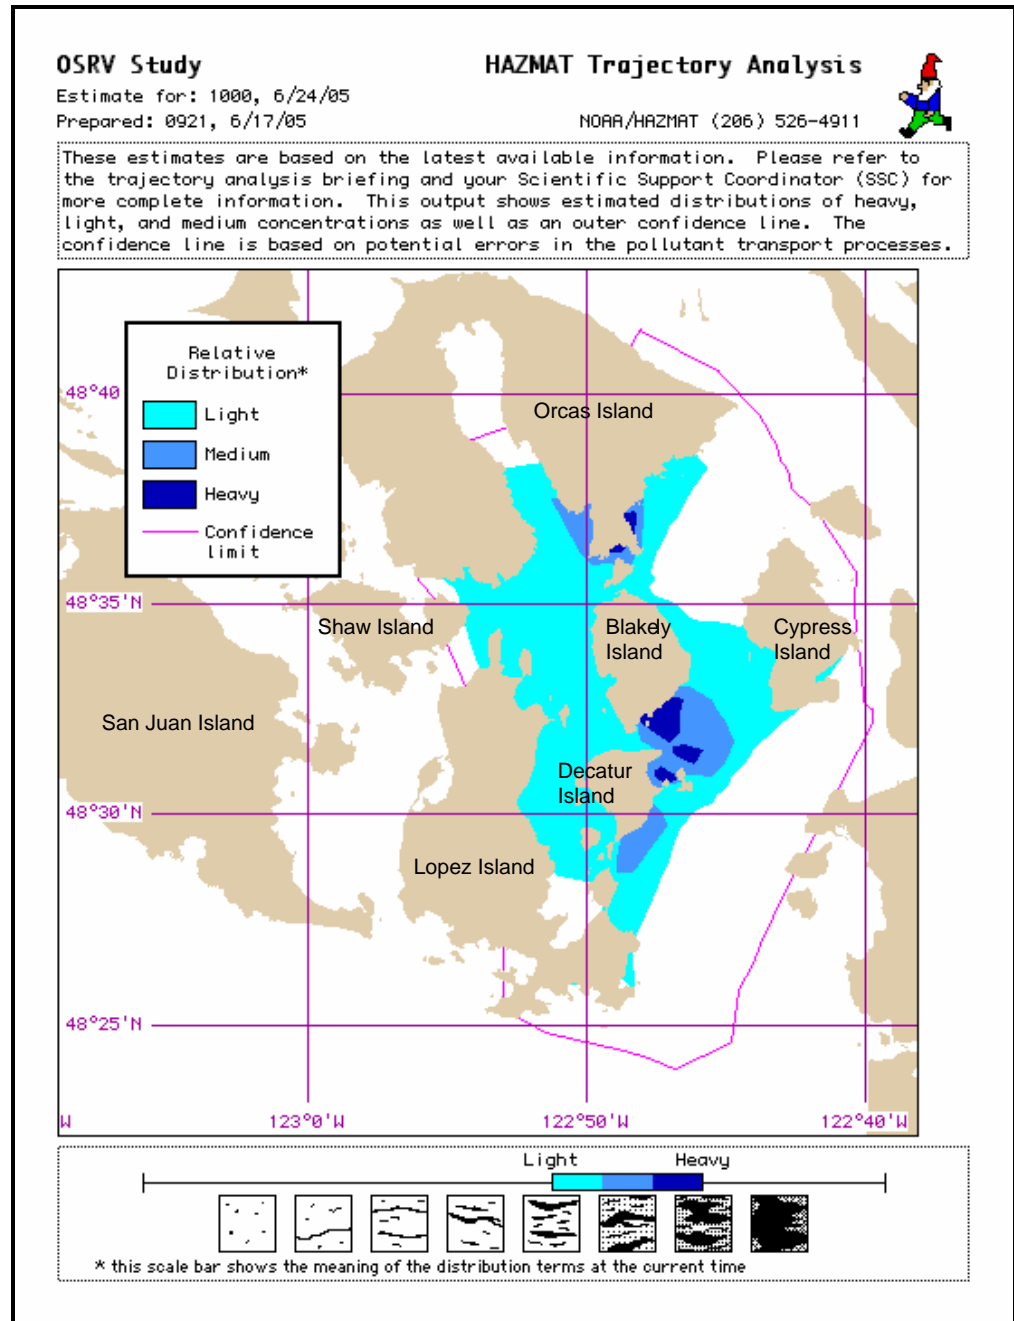 OSRV Study
HAZMAT Trajectory Analysis
Estimate for: 1000, 6/24/05
Prepared: 0921, 6/17/05
NOAA/HAZMAT (206) 526-4911
These estimates are based on the latest available information.  Please refer to
the trajectory analysis briefing and your Scientific Support Coordinator (SSC) for
more complete information.  This output shows estimated distributions of heavy,
light, and medium concentrations as well as an outer confidence line.  The
confidence line is based on potential errors in the pollutant transport processes.
Relative
Distribution*
Light
Medium
Heavy
Confidence
limit
48°40
Orcas Island
48°35'N
Shaw Island
Blakely
Island
Cypress
Island
San Juan Island
Decatur
Island
48°30'N
Lopez Island
48°25'N
W
123°0'W
122°50'W
122°40'W
Light
Heavy
* this scale bar shows the meaning of the distribution terms at the current time